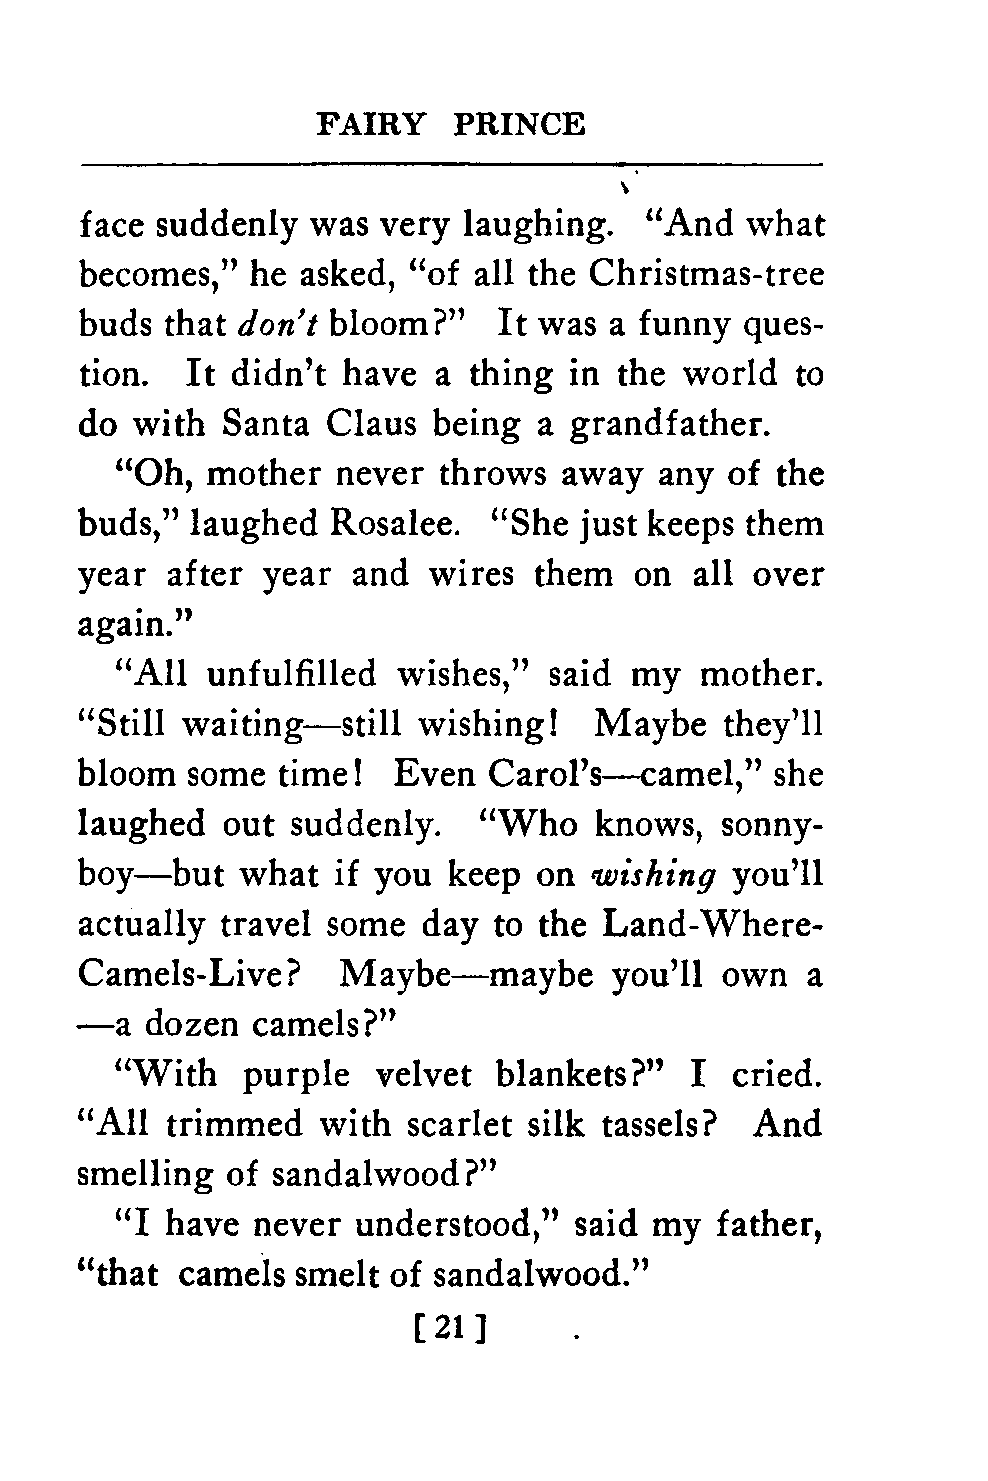 FAIRY PRINCE
face suddenly was very laughing. “And what
becomes,” he asked, “of all the Christmas-tree
buds that don’t bloom?” It was a funny ques-
tion. It didn’t have a thing in the world to
do with Santa Claus being a grandfather.
“Oh, mother never throws away any of the
buds,” laughed Rosalee. “She just keeps them
year after year and wires them on all over
again.”
“All unfulfilled wishes,” said my mother.
“Still waiting—still wishing! Maybe they’ll
bloom some time! Even Carol’s—camel,” she
laughed out suddenly. “Who knows, sonny-
boy—but what if you keep on wishing you’ll
actually travel some day to the Land-Where-
Camels-Live? Maybe—maybe you’ll own a
—a dozen camels?”
“With purple velvet blankets?” I cried.
“All trimmed with scarlet silk tassels? And
smelling of sandalwood?”
“I have never understood,” said my father,
“that camels smelt of sandalwood.”
[ 21 ]